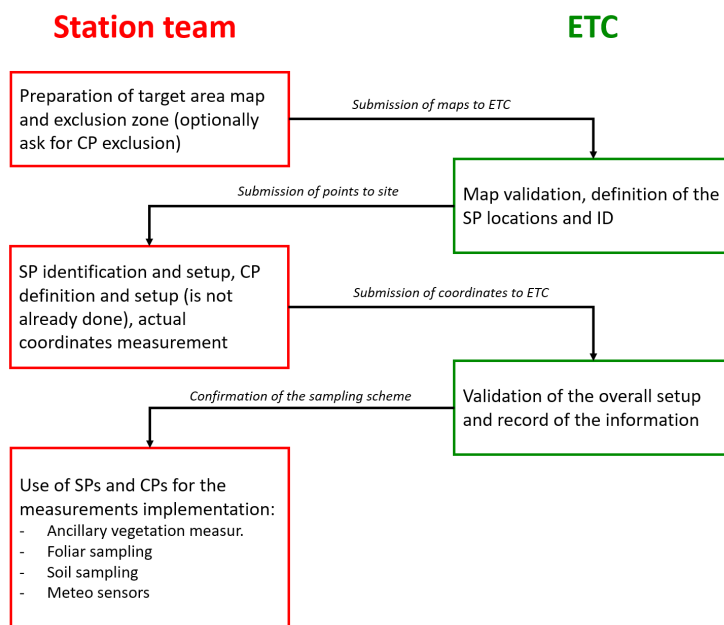 Station team
ETC
Preparation of target area map
and exclusion zone (optionally
ask for CP exclusion)
Submission of maps to ETC
Map validation, definition of the
SP locations and ID
Submission of points to site
SP identification and setup, CP
definition and setup (is not
already done), actual
coordinates measurement
Submission of coordinates to ETC
Validation of the overall setup
and record of the information
Confirmation of the sampling scheme
Use of SPs and CPs for the
measurements implementation:
- Ancillary vegetation measur.
- Foliar sampling
- Soil sampling
- Meteo sensors